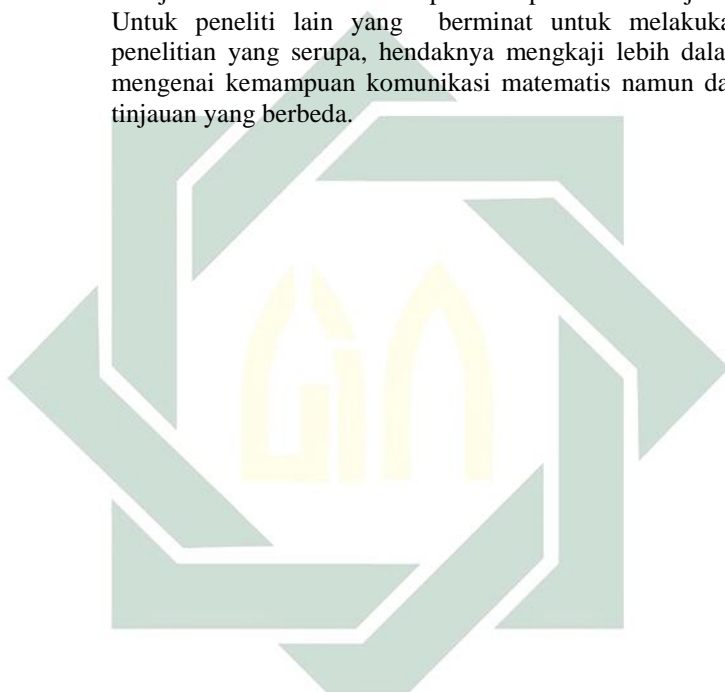 Untuk peneliti lain yang berminat untuk melakuka
penelitian yang serupa, hendaknya mengkaji lebih dala
mengenai kemampuan komunikasi matematis namun da
tinjauan yang berbeda.